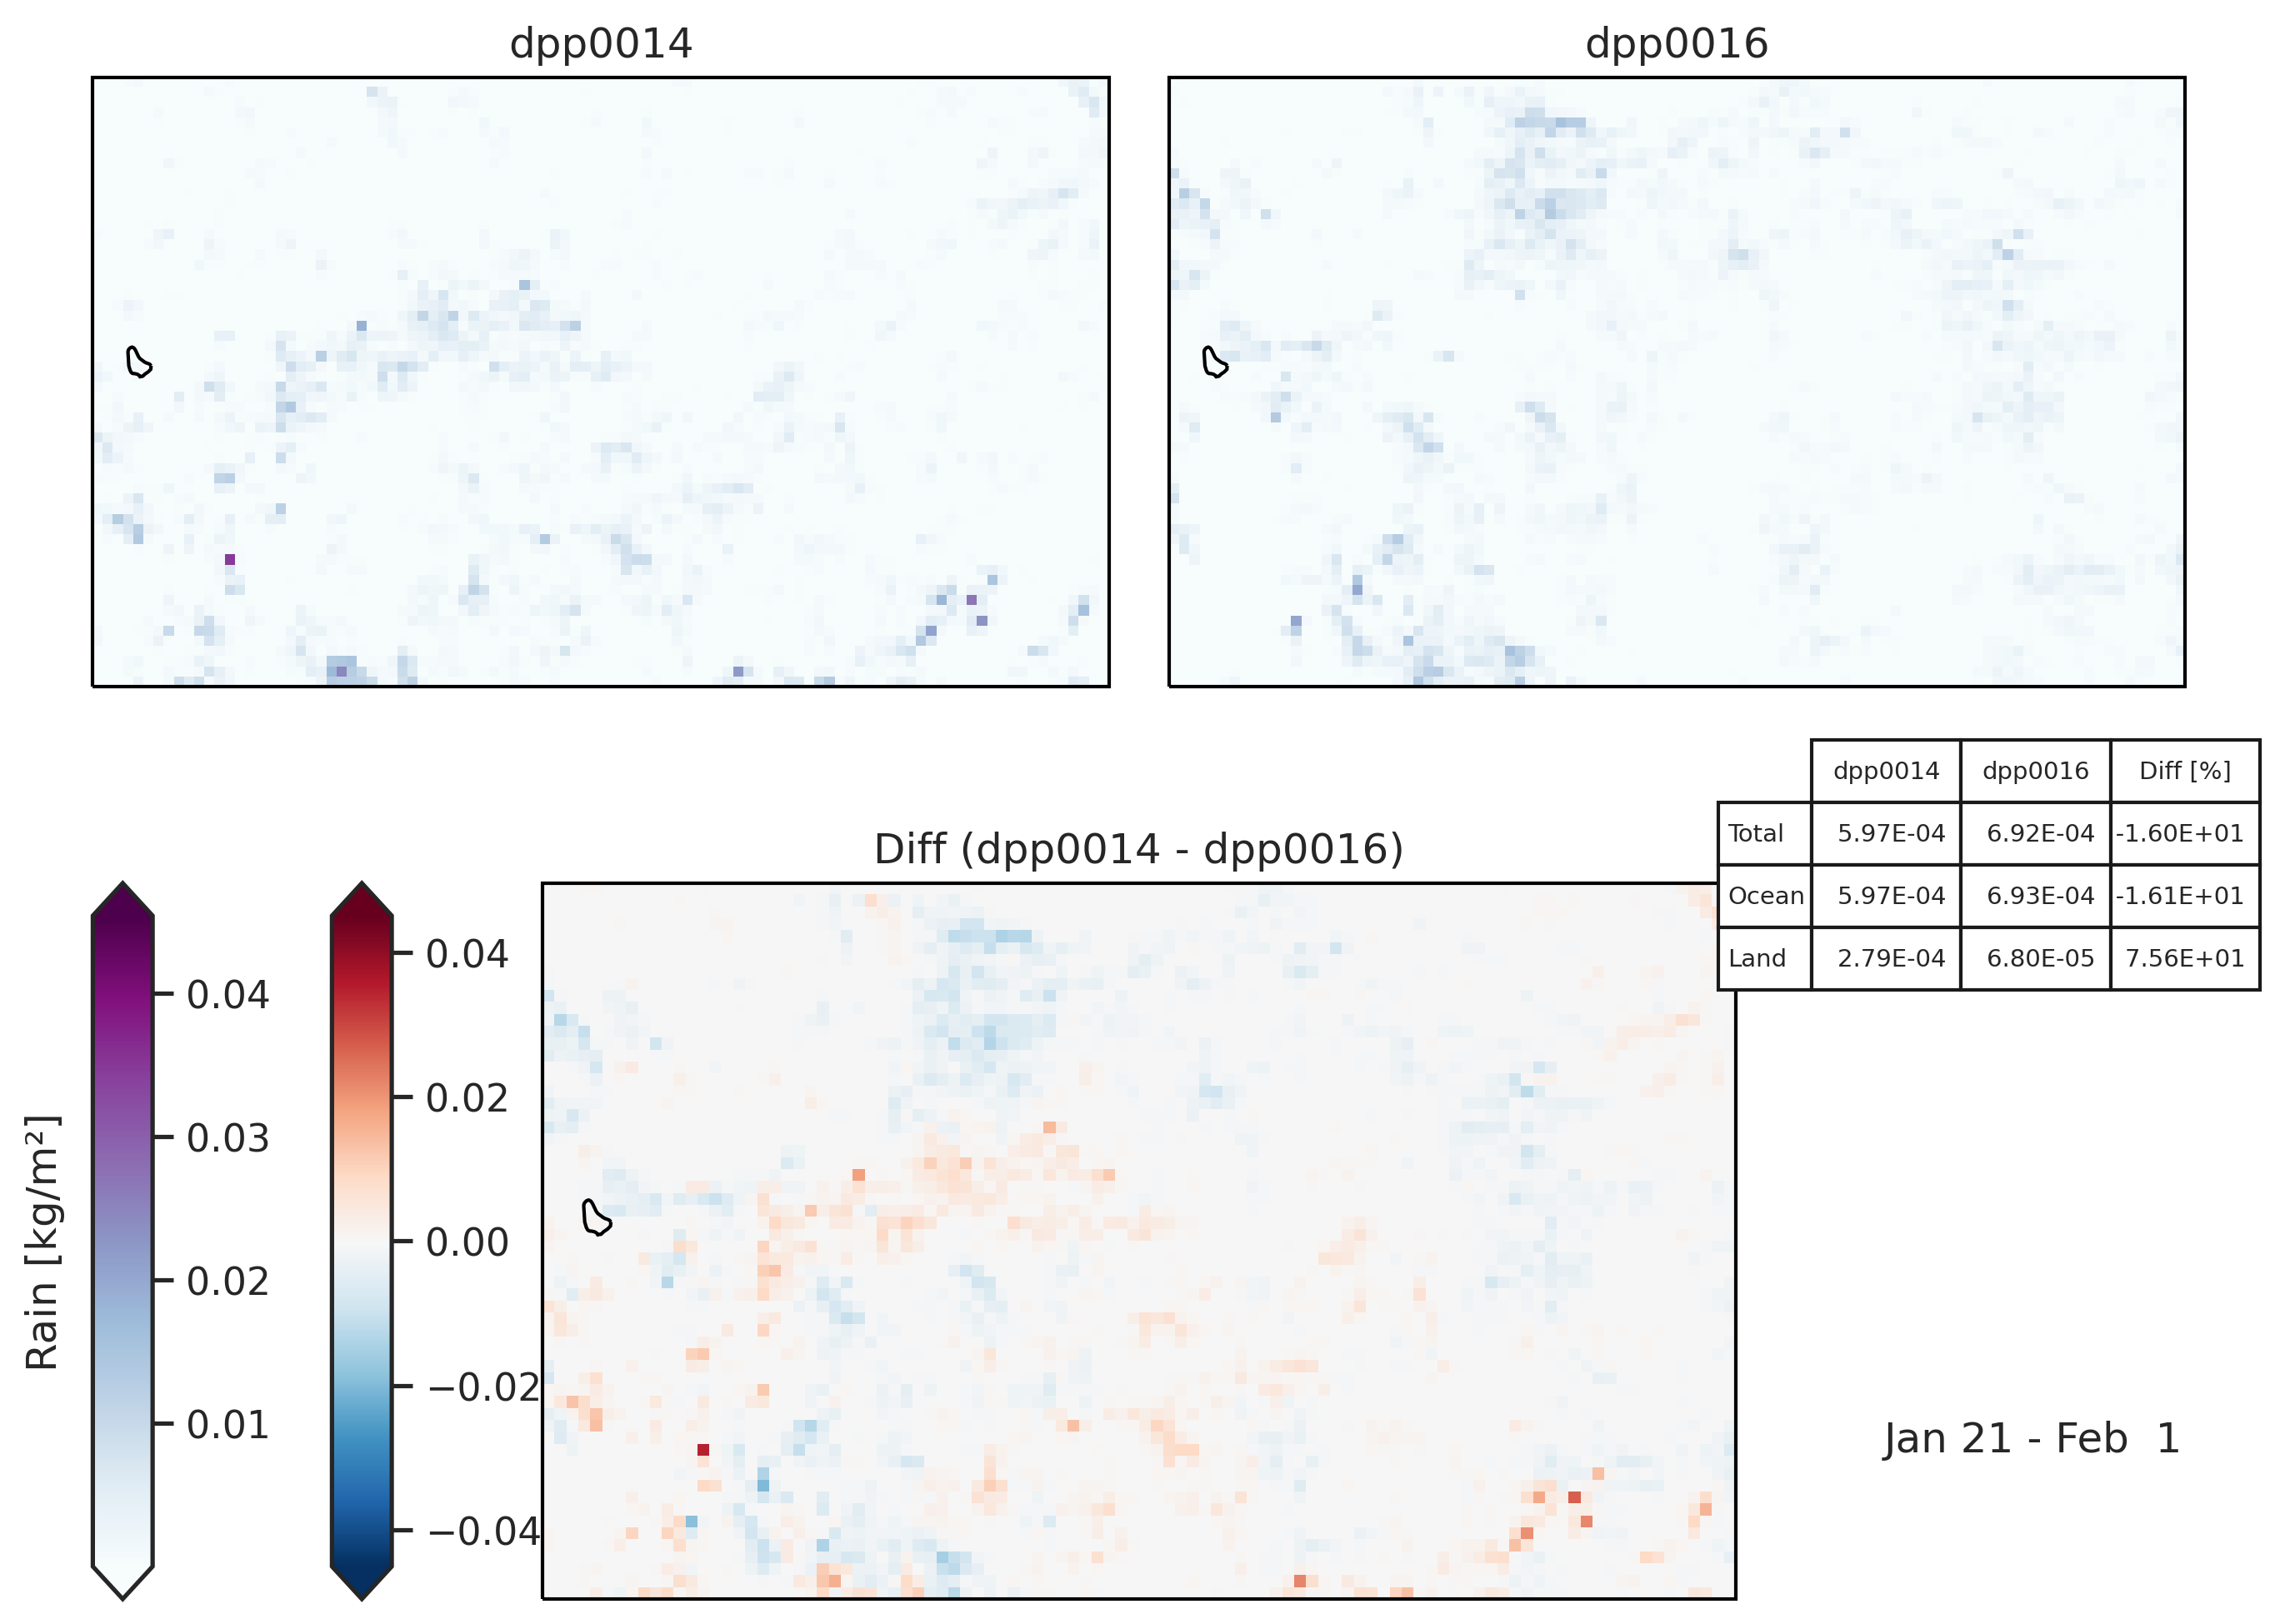 dpp0014
dpp0016
dpp0014 dpp0016 Diff [%]
Total 5.97E-04 6.92E-04 -1.60E+01
Ocean 5.97E-04 6.93E-04 -1.61E+01
Land 2.79E-04 6.80E-05 7.56E+01
Diff (dpp0014 - dpp0016)
Rain [kg/m²]
0.04
0.03
0.02
0.01
0.04
0.02
0.00
−0.02
−0.04
Jan 21 - Feb  1